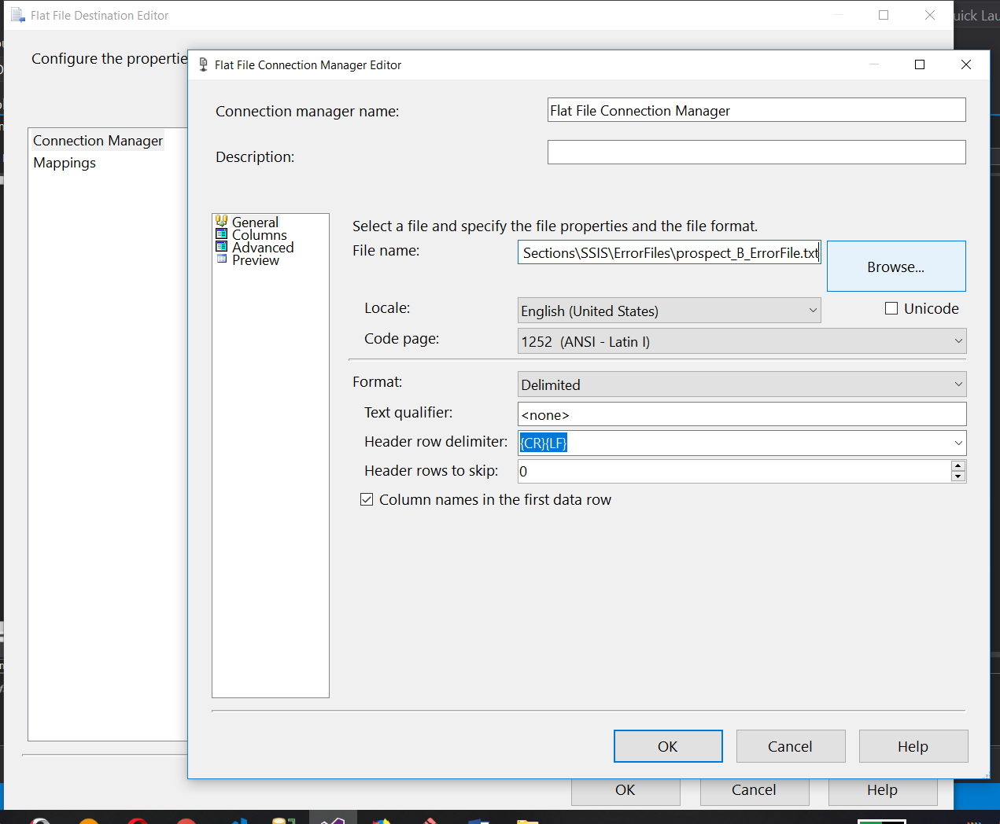 Flat File Destination Editor
uick Lau
Configure the propertie
Flat File Connection Manager Editor
Connection manager name:
Flat File Connection Manager
Description:
Connection Manager
Mappings
General
Columns
Advanced
Preview
Select a file and specify the file properties and the file format.
File name:
Sections\SSIS\ErrorFiles\prospect_B_ErrorFile.txt
Browse...
Locale:
English (United States)
Unicode
Code page:
1252 (ANSI - Latin I)
Format:
Delimited
Text qualifier:
<none>
Header row delimiter:
{CR}{LF}
Header rows to skip:
0
Column names in the first data row
OK
Cancel
Help
OK
Cancel
Help